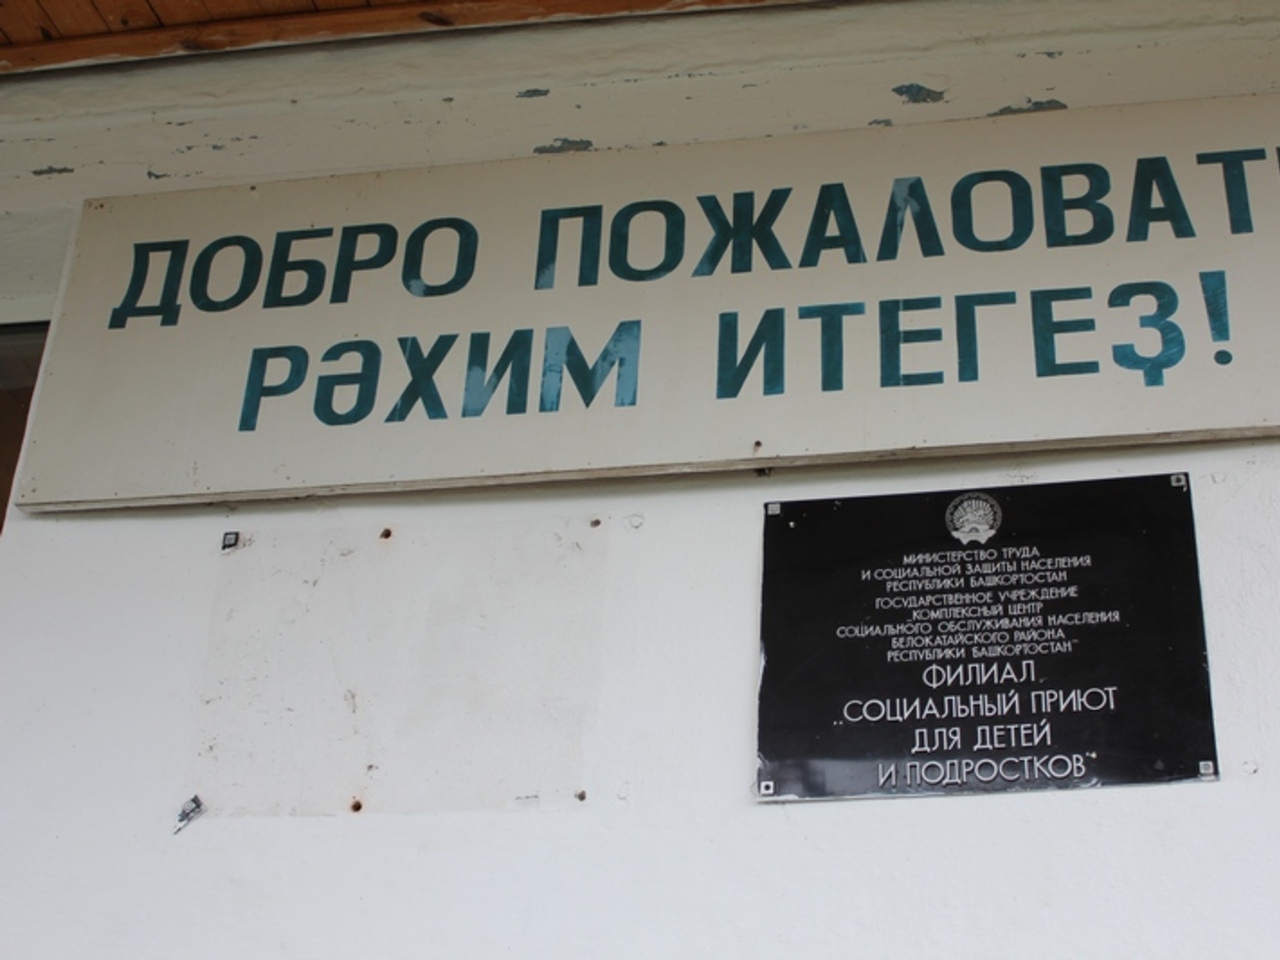 ДОБРО ПОЖАЛОВАТЬ
РӘХИМ ИТЕГЕҘ!
МИНИСТЕРСТВО ТРУДА
И СОЦИАЛЬНОЙ ЗАЩИТЫ НАСЕЛЕНИЯ
РЕСПУБЛИКИ БАШКОРТОСТАН
ГОСУДАРСТВЕННОЕ УЧРЕЖДЕНИЕ
„КОМПЛЕКСНЫЙ ЦЕНТР
СОЦИАЛЬНОГО ОБСЛУЖИВАНИЯ НАСЕЛЕНИЯ
БЕЛОКАТАЙСКОГО РАЙОНА
РЕСПУБЛИКИ БАШКОРТОСТАН"
ФИЛИАЛ
„СОЦИАЛЬНЫЙ ПРИЮТ
ДЛЯ ДЕТЕЙ
И ПОДРОСТКОВ"